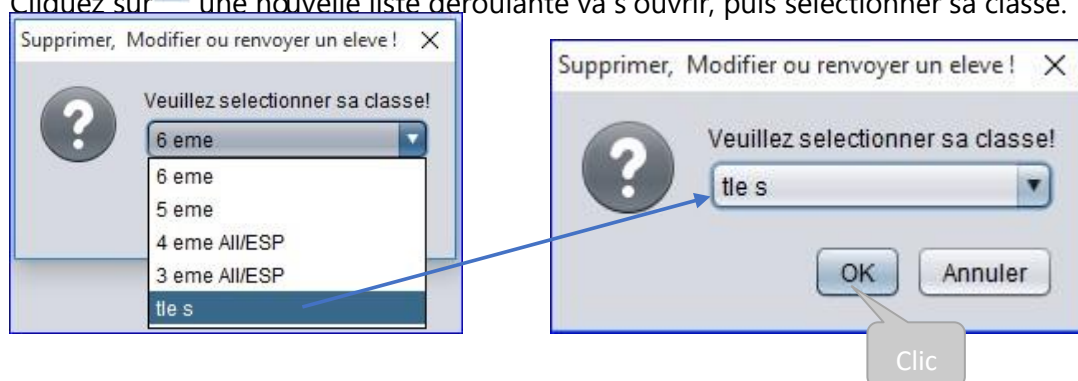 Cliquez sur une nouvelle liste déroulante va s'ouvrir, puis sélectionner sa classe.
Supprimer, Modifier ou renvoyer un eleve!
Veuillez selectionner sa classe!
6 eme
6 eme
5 eme
4 eme All/ESP
3 eme All/ESP
tle s
Supprimer, Modifier ou renvoyer un eleve!
Veuillez selectionner sa classe!
tle s
OK Annuler
Clic